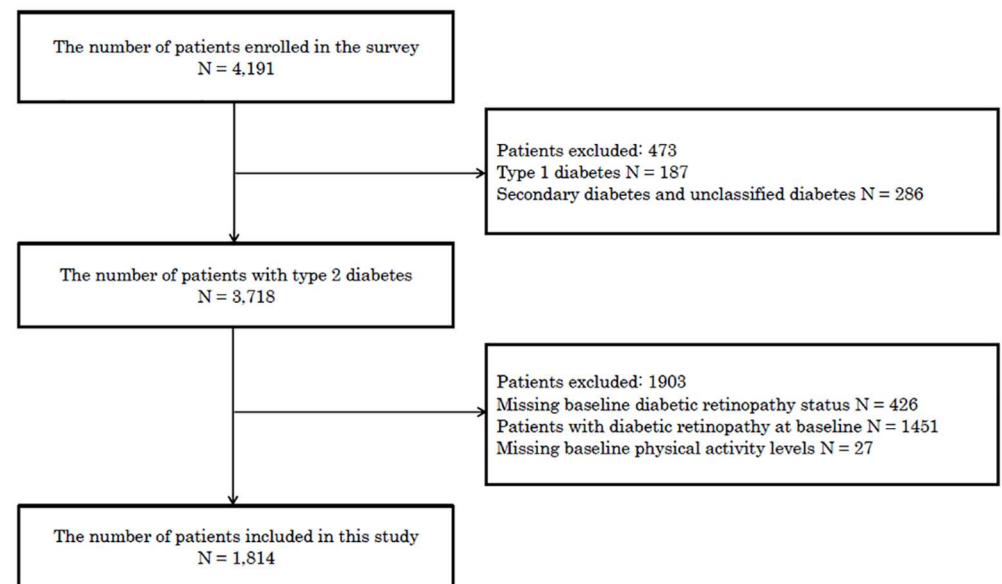 The number of patients enrolled in the survey
N = 4,191
Patients excluded: 473
Type 1 diabetes N = 187
Secondary diabetes and unclassified diabetes N = 286
The number of patients with type 2 diabetes
N = 3,718
Patients excluded: 1903
Missing baseline diabetic retinopathy status N = 426
Patients with diabetic retinopathy at baseline N = 1451
Missing baseline physical activity levels N = 27
The number of patients included in this study
N = 1,814